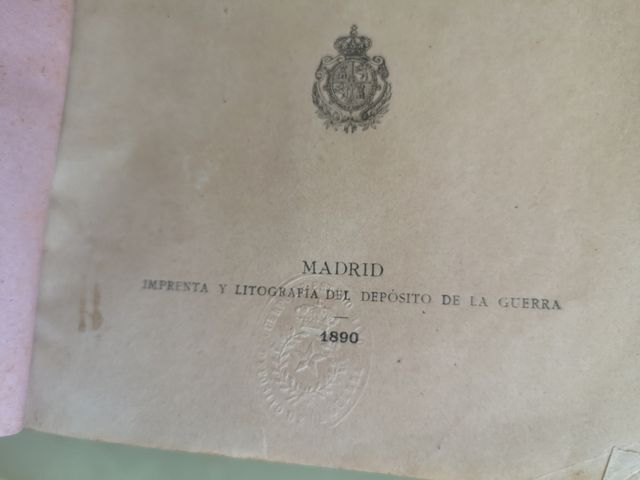 MADRID
IMPRENTA Y LITOGRAFÍA DEL DEPÓSITO DE LA GUERRA
1890